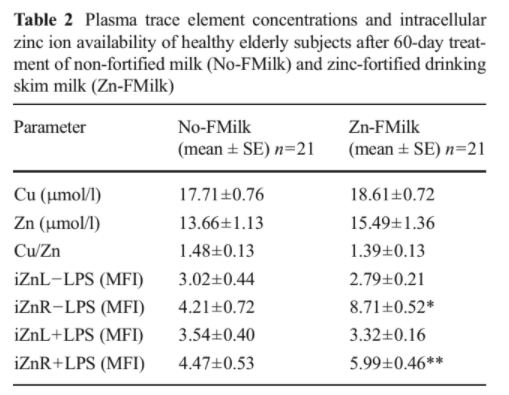 Table 2 Plasma trace element concentrations and intracellular
zinc ion availability of healthy elderly subjects after 60-day treat-
ment of non-fortified milk (No-FMilk) and zinc-fortified drinking
skim milk (Zn-FMilk)
Parameter No-FMilk Zn-FMilk
(mean ± SE) n=21 (mean ± SE) n=21
Cu (μmol/l) 17.71±0.76 18.61±0.72
Zn (μmol/l) 13.66±1.13 15.49±1.36
Cu/Zn 1.48±0.13 1.39±0.13
iZnL−LPS (MFI) 3.02±0.44 2.79±0.21
iZnR−LPS (MFI) 4.21±0.72 8.71±0.52*
iZnL+LPS (MFI) 3.54±0.40 3.32±0.16
iZnR+LPS (MFI) 4.47±0.53 5.99±0.46**